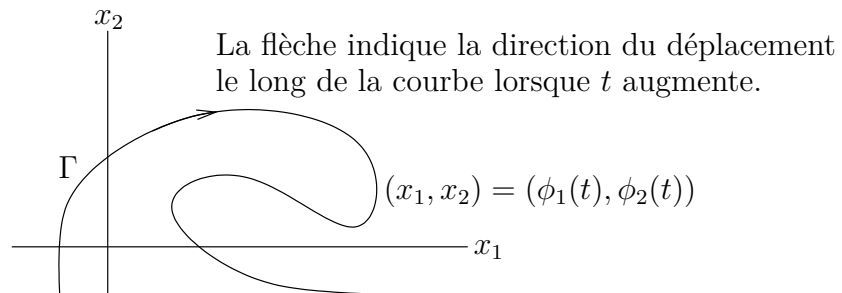 x₂
La flèche indique la direction du déplacement
le long de la courbe lorsque t augmente.
Γ
(x₁, x₂) = (ϕ₁(t), ϕ₂(t))
x₁